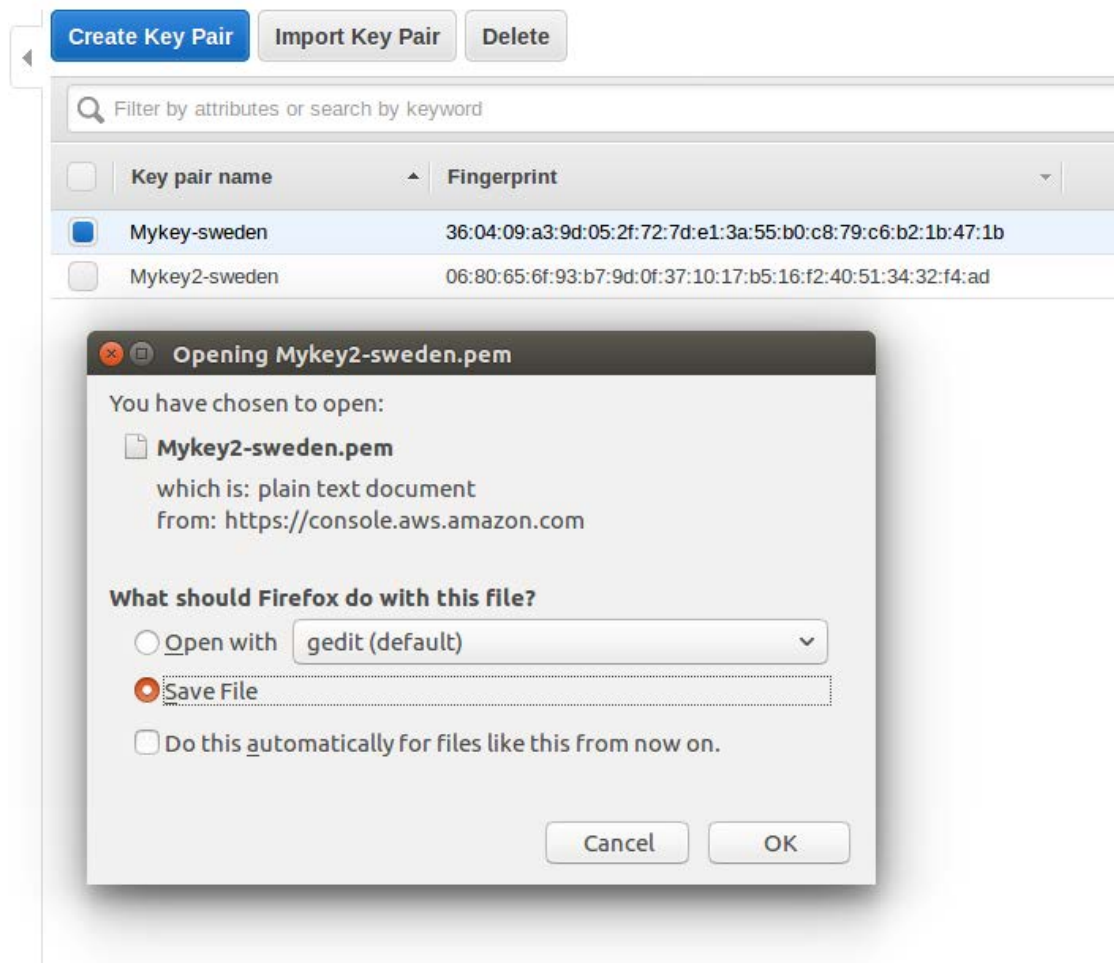 Create Key Pair Import Key Pair Delete
Filter by attributes or search by keyword
Key pair name Fingerprint
Mykey-sweden 36:04:09:a3:9d:05:2f:72:7d:e1:3a:55:b0:c8:79:c6:b2:1b:47:1b
Mykey2-sweden 06:80:65:6f:93:b7:9d:0f:37:10:17:b5:16:f2:40:51:34:32:f4:ad
Opening Mykey2-sweden.pem
You have chosen to open:
Mykey2-sweden.pem
which is: plain text document
from: https://console.aws.amazon.com
What should Firefox do with this file?
Open with gedit (default)
Save File
Do this automatically for files like this from now on.
Cancel OK